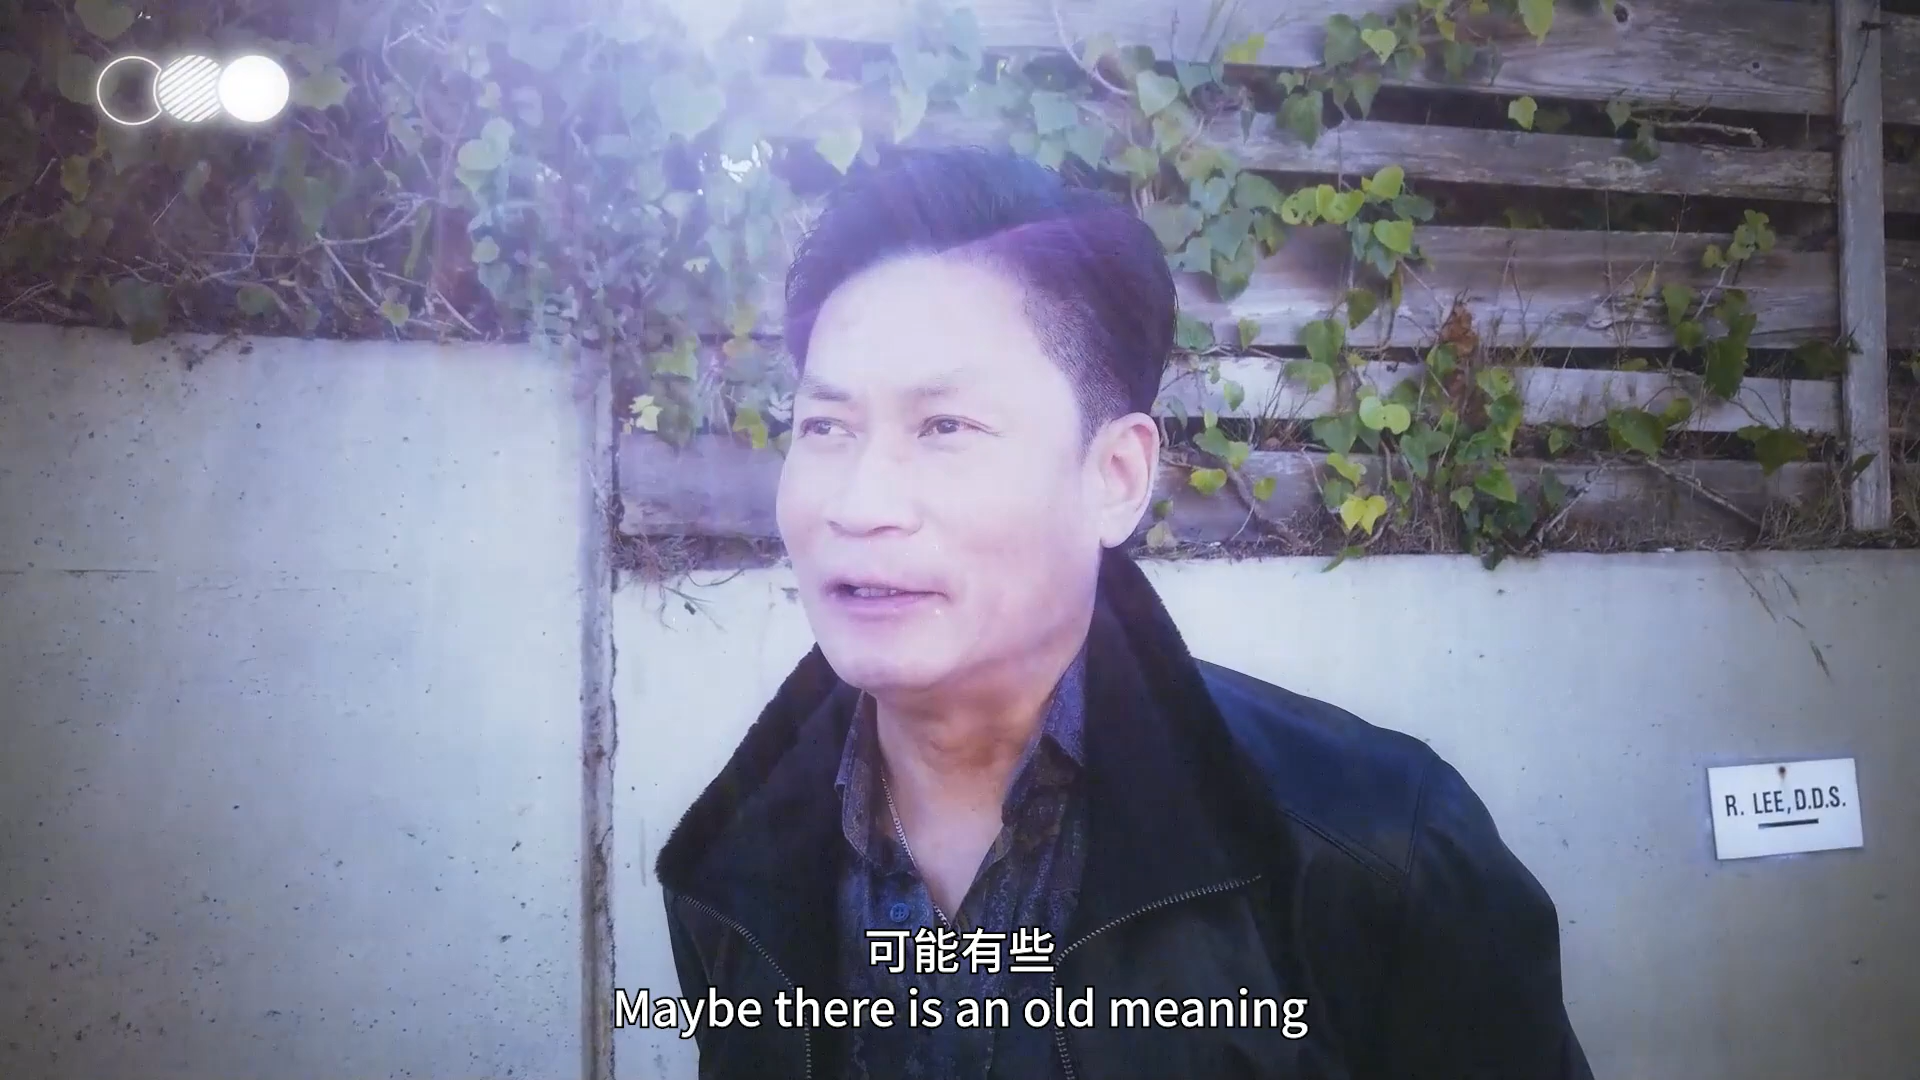 R. LEE, D.D.S.
可能有些
Maybe there is an old meaning